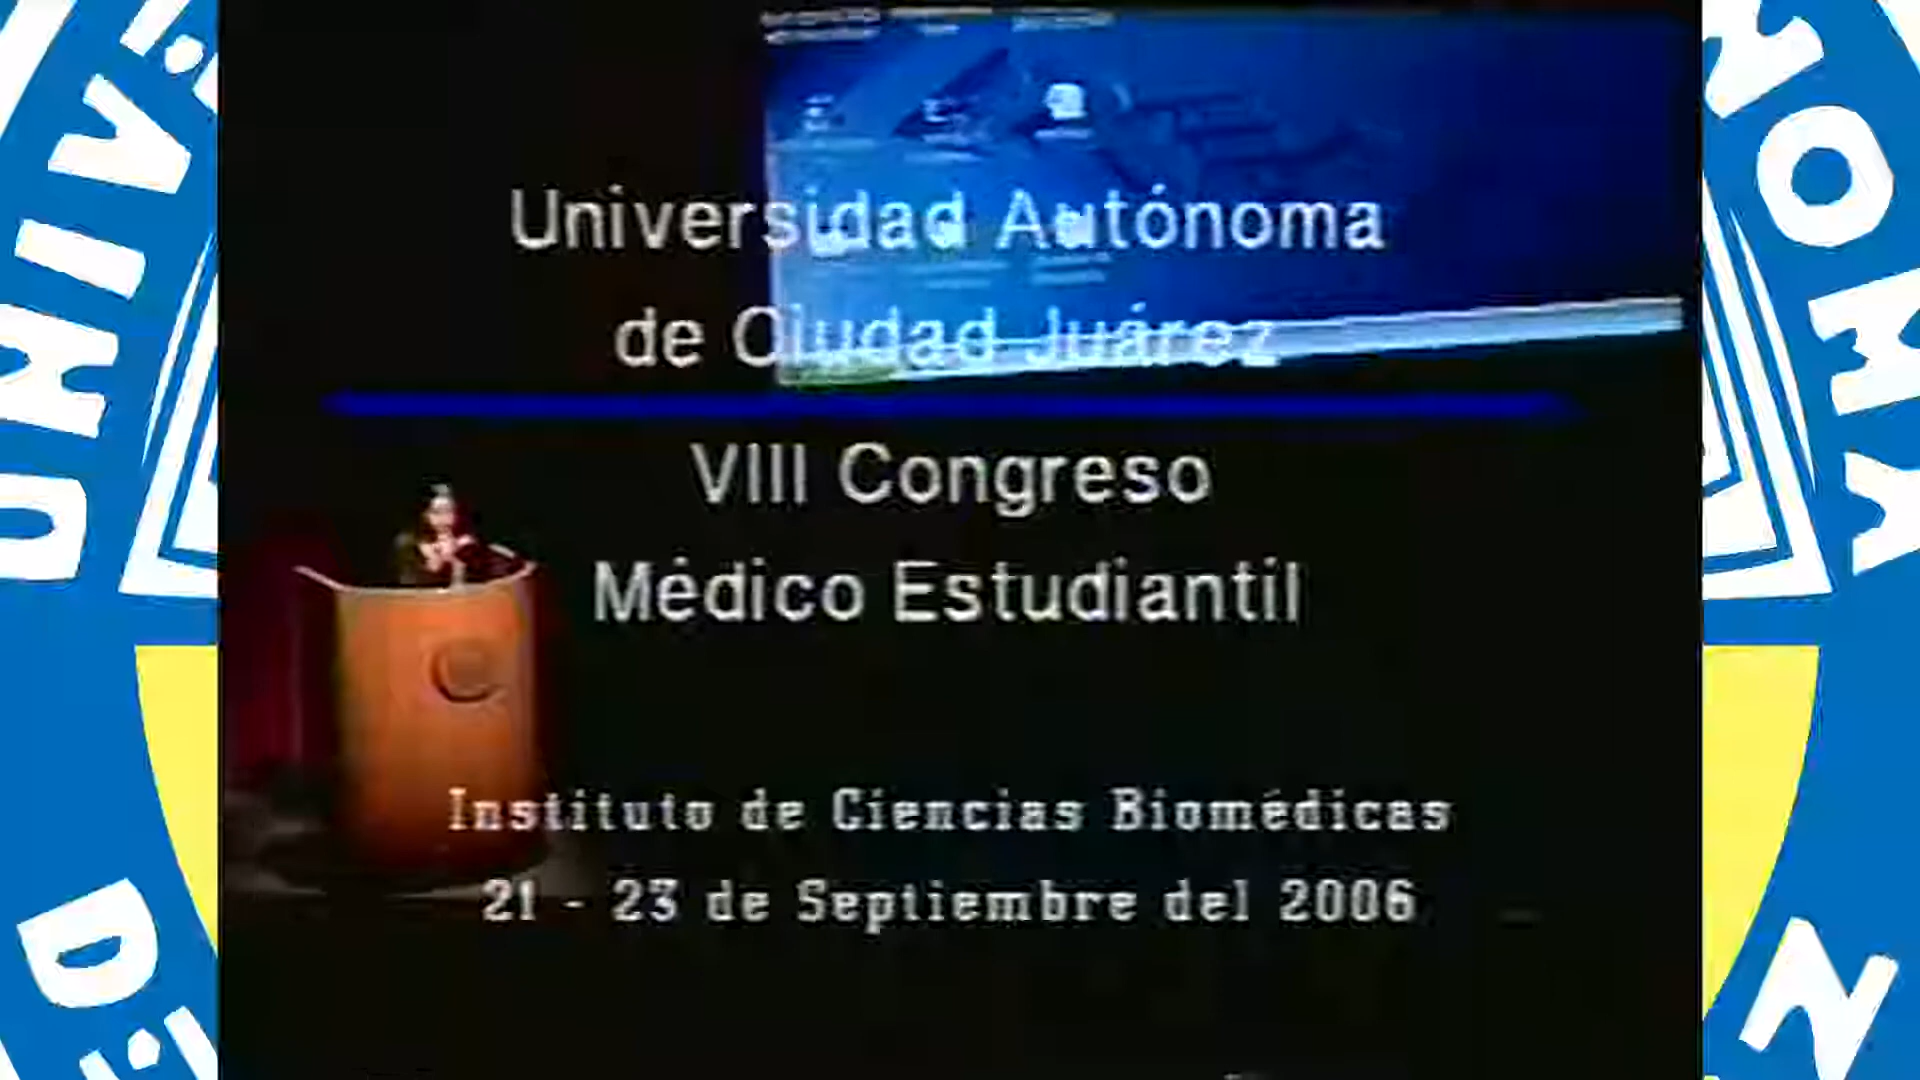 Universidad Autónoma
de Ciudad Juárez
VIII Congreso
Médico Estudiantil
Instituto de Ciencias Biomédicas
21 - 23 de Septiembre del 2006